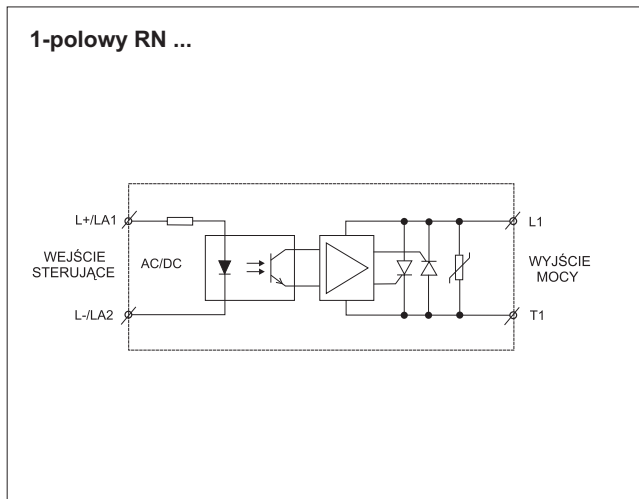 1-polowy RN ...
L+/LA1
L1
WEJŚCIE
STERUJĄCE
AC/DC
WYJŚCIE
MOCY
L-/LA2
T1